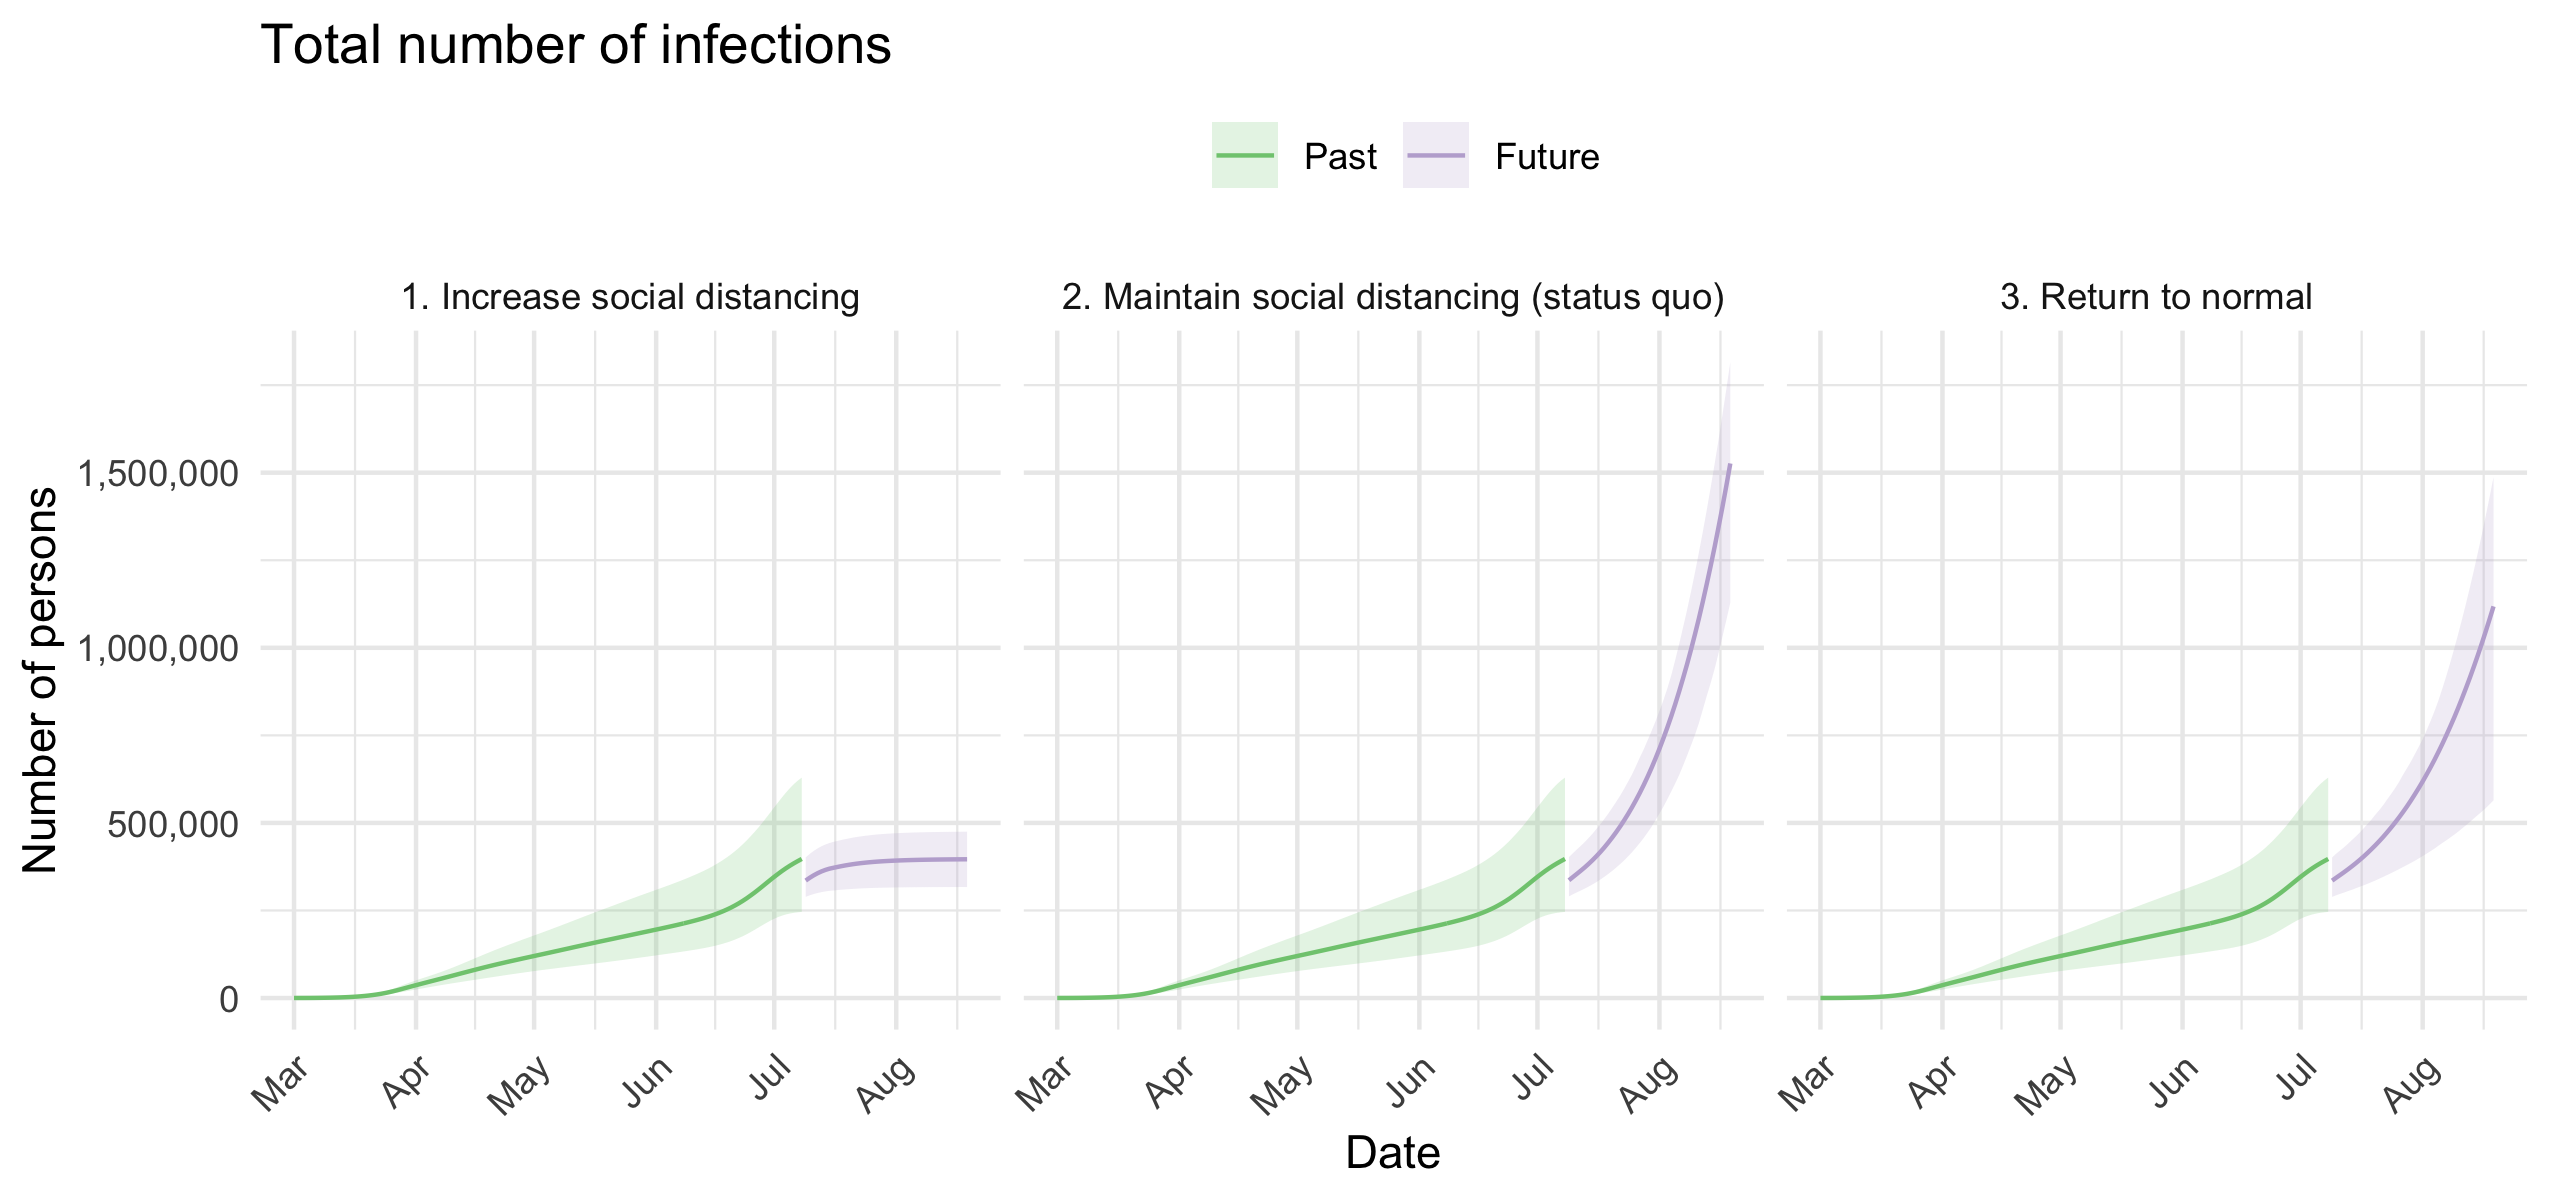 Total number of infections
Past Future
1. Increase social distancing
2. Maintain social distancing (status quo)
3. Return to normal
Number of persons
1,500,000
1,000,000
500,000
0
Mar Apr May Jun Jul Aug
Mar Apr May Jun Jul Aug
Mar Apr May Jun Jul Aug
Date